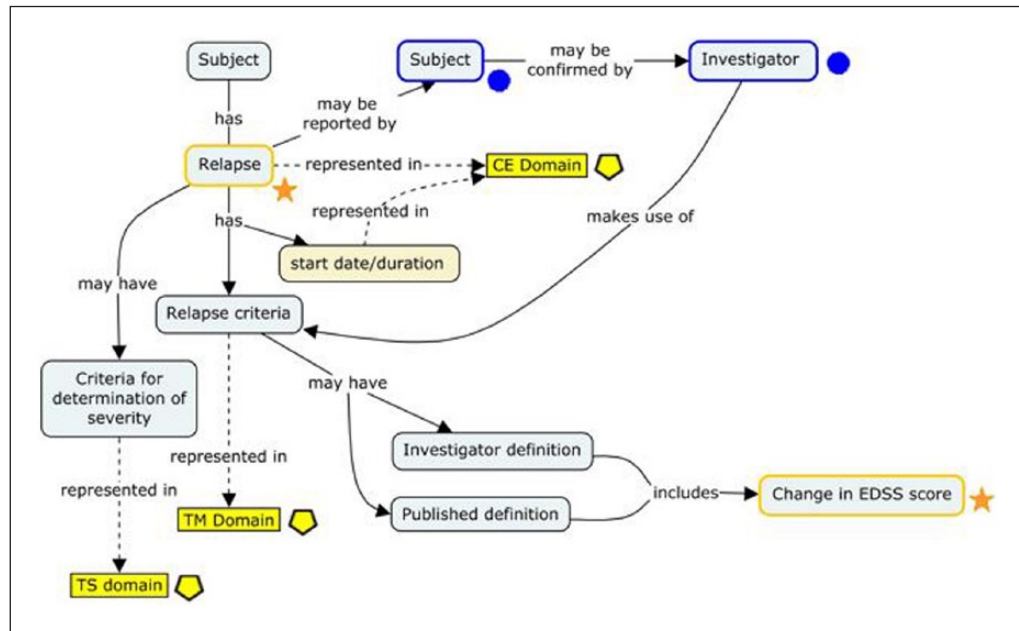 Subject
Subject
may be
confirmed by
Investigator
may be
reported by
has
Relapse
represented in
CE Domain
represented in
has
makes use of
start date/duration
may have
Relapse criteria
Criteria for
determination of
severity
may have
Investigator definition
represented in
represented in
includes
Change in EDSS score
TM Domain
Published definition
TS domain